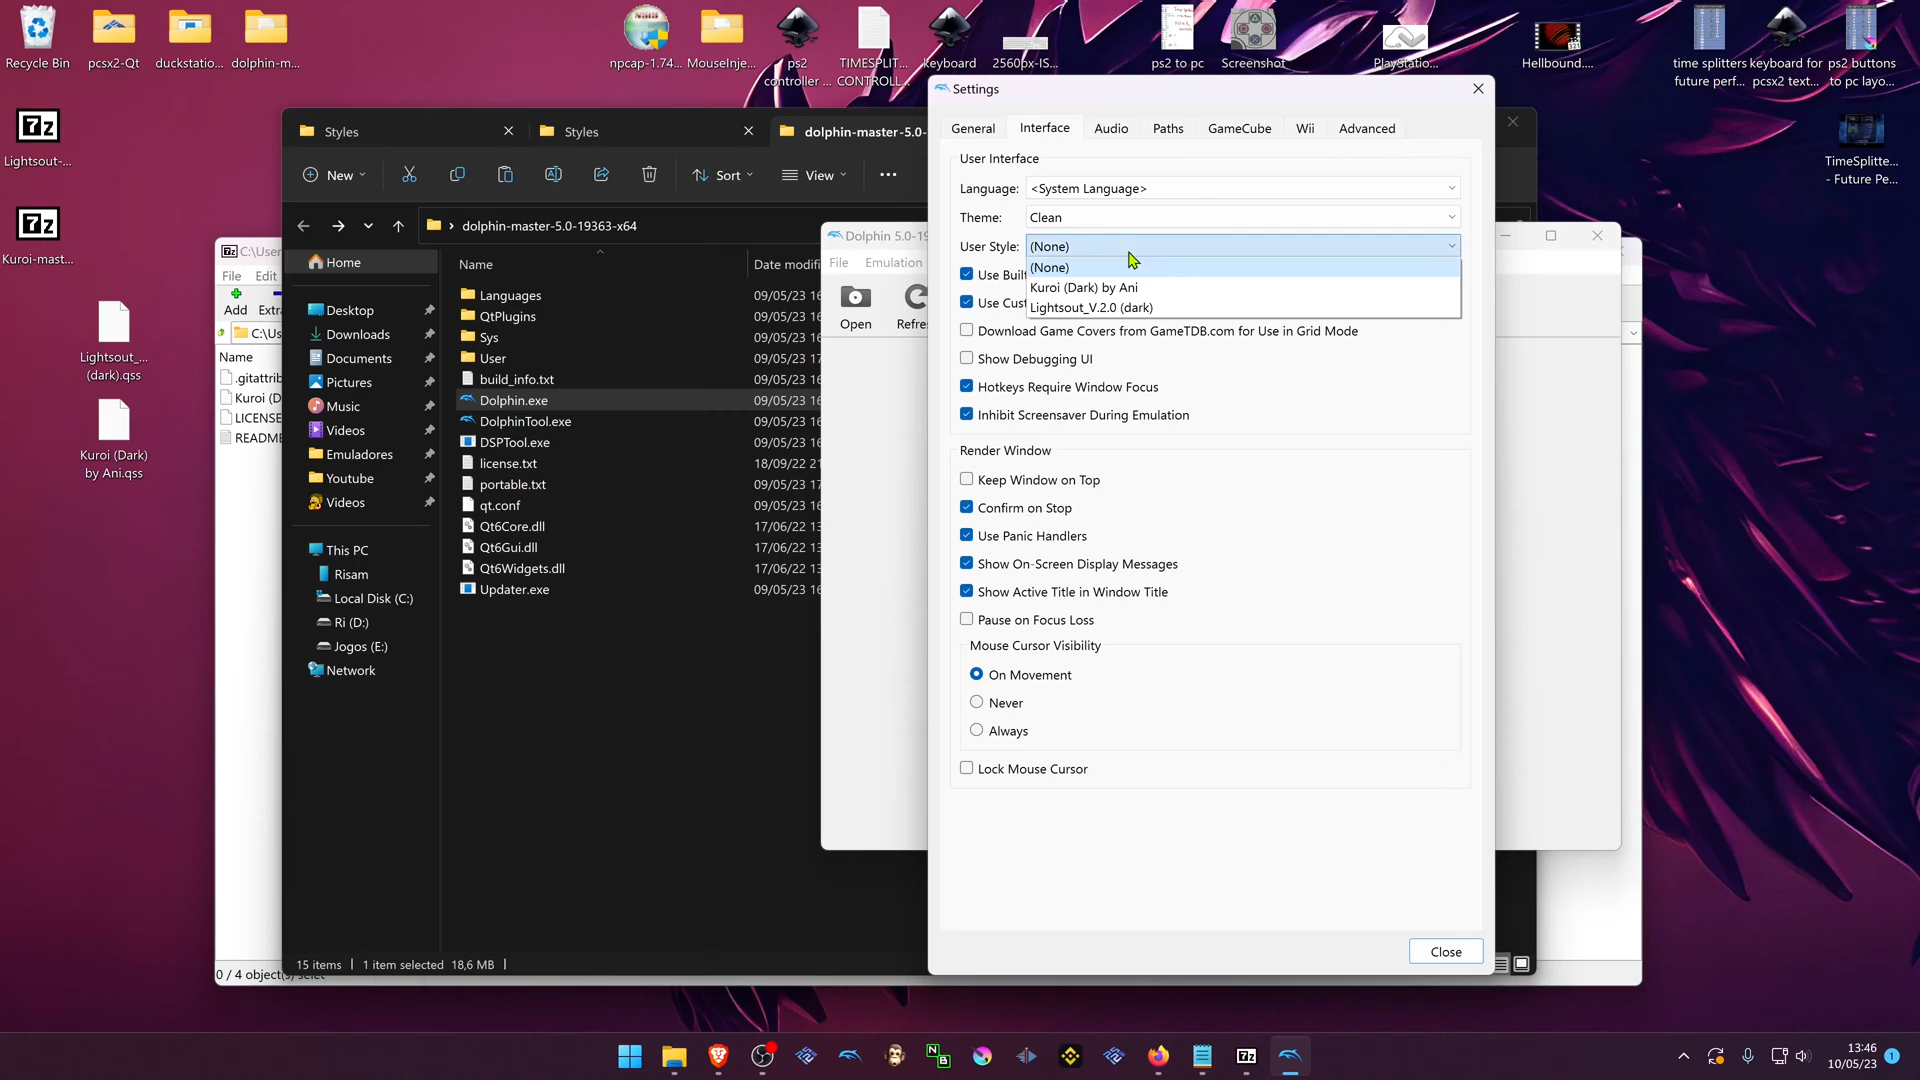 Recycle Bin
pcsx2-Qt
duckstatio...
dolphin-m...
npcap-1.74...
MouseInje...
ps2
controller ...
TIMESPLIT...
CONTROLL...
keyboard
2560px-IS...
ps2 to pc
Screenshot
PlayStatio...
Hellbound....
time splitters
future perf...
keyboard for
pcsx2 text...
ps2 buttons
to pc layo...
Lightsout-...
Kuroi-mast...
Lightsout_...
(dark).qss
Kuroi (Dark)
by Ani.qss
TimeSplitte...
- Future Pe...
C:\User
File Edit
Add Extra
C:\Us
Name
.gitattrib
Kuroi (D
LICENSE
README
0 / 4 object(s) selec
Styles
Styles
dolphin-master-5.0-
New
Sort
View
dolphin-master-5.0-19363-x64
Home
Desktop
Downloads
Documents
Pictures
Music
Videos
Emuladores
Youtube
Videos
This PC
Risam
Local Disk (C:)
Ri (D:)
Jogos (E:)
Network
Name Date modifi
Languages 09/05/23 16
QtPlugins 09/05/23 16
Sys 09/05/23 16
User 09/05/23 17
build_info.txt 09/05/23 16
Dolphin.exe 09/05/23 16
DolphinTool.exe 09/05/23 16
DSPTool.exe 09/05/23 16
license.txt 18/09/22 21
portable.txt 09/05/23 17
qt.conf 09/05/23 16
Qt6Core.dll 17/06/22 13
Qt6Gui.dll 17/06/22 13
Qt6Widgets.dll 17/06/22 13
Updater.exe 09/05/23 16
15 items 1 item selected 18,6 MB
Dolphin 5.0-19
File Emulation
Open Refres
Settings
General Interface Audio Paths GameCube Wii Advanced
User Interface
Language: <System Language>
Theme: Clean
User Style: (None)
(None)
Kuroi (Dark) by Ani
Lightsout_V.2.0 (dark)
Use Built
Use Cust
Download Game Covers from GameTDB.com for Use in Grid Mode
Show Debugging UI
Hotkeys Require Window Focus
Inhibit Screensaver During Emulation
Render Window
Keep Window on Top
Confirm on Stop
Use Panic Handlers
Show On-Screen Display Messages
Show Active Title in Window Title
Pause on Focus Loss
Mouse Cursor Visibility
On Movement
Never
Always
Lock Mouse Cursor
Close
13:46
10/05/23
1